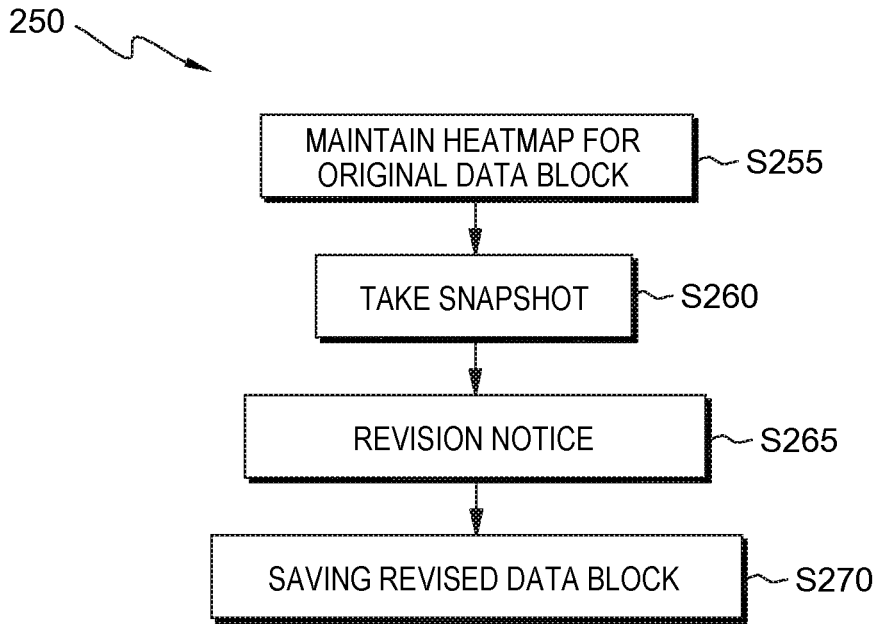 250
MAINTAIN HEATMAP FOR
ORIGINAL DATA BLOCK
S255
TAKE SNAPSHOT
S260
REVISION NOTICE
S265
SAVING REVISED DATA BLOCK
S270